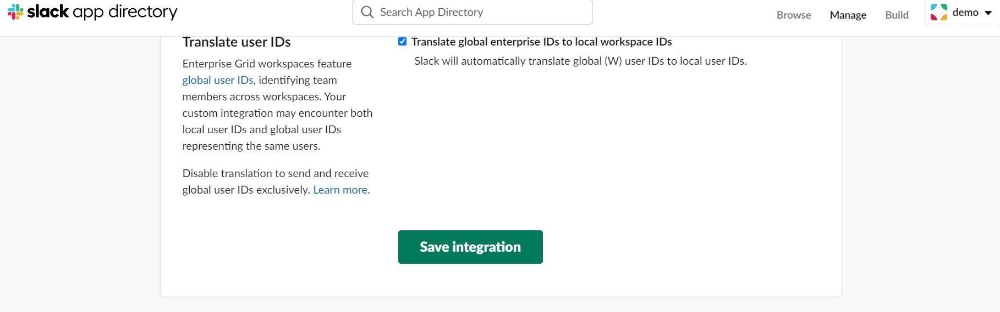 slack app directory
Search App Directory
Browse
Manage
Build
demo
Translate user IDs
Enterprise Grid workspaces feature
global user IDs, identifying team
members across workspaces. Your
custom integration may encounter both
local user IDs and global user IDs
representing the same users.
Disable translation to send and receive
global user IDs exclusively. Learn more.
Translate global enterprise IDs to local workspace IDs
Slack will automatically translate global (W) user IDs to local user IDs.
Save integration